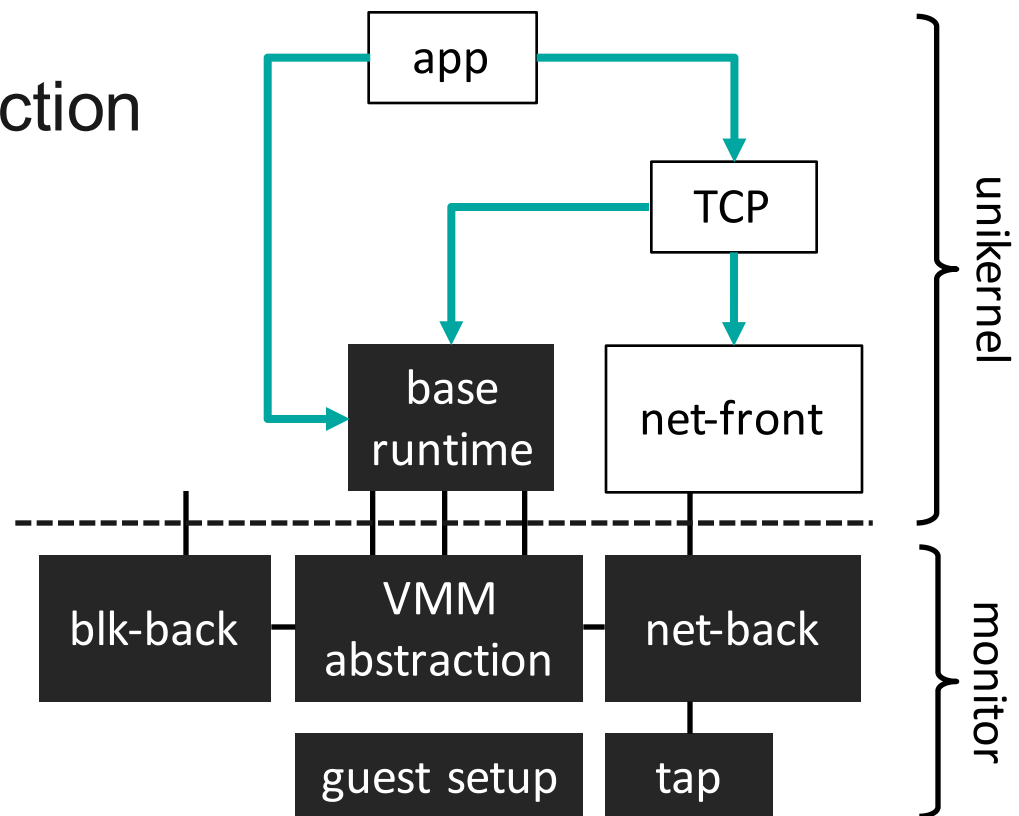 app
ction
TCP
unikernel
base
runtime
net-front
blk-back
VMM
abstraction
net-back
monitor
guest setup
tap